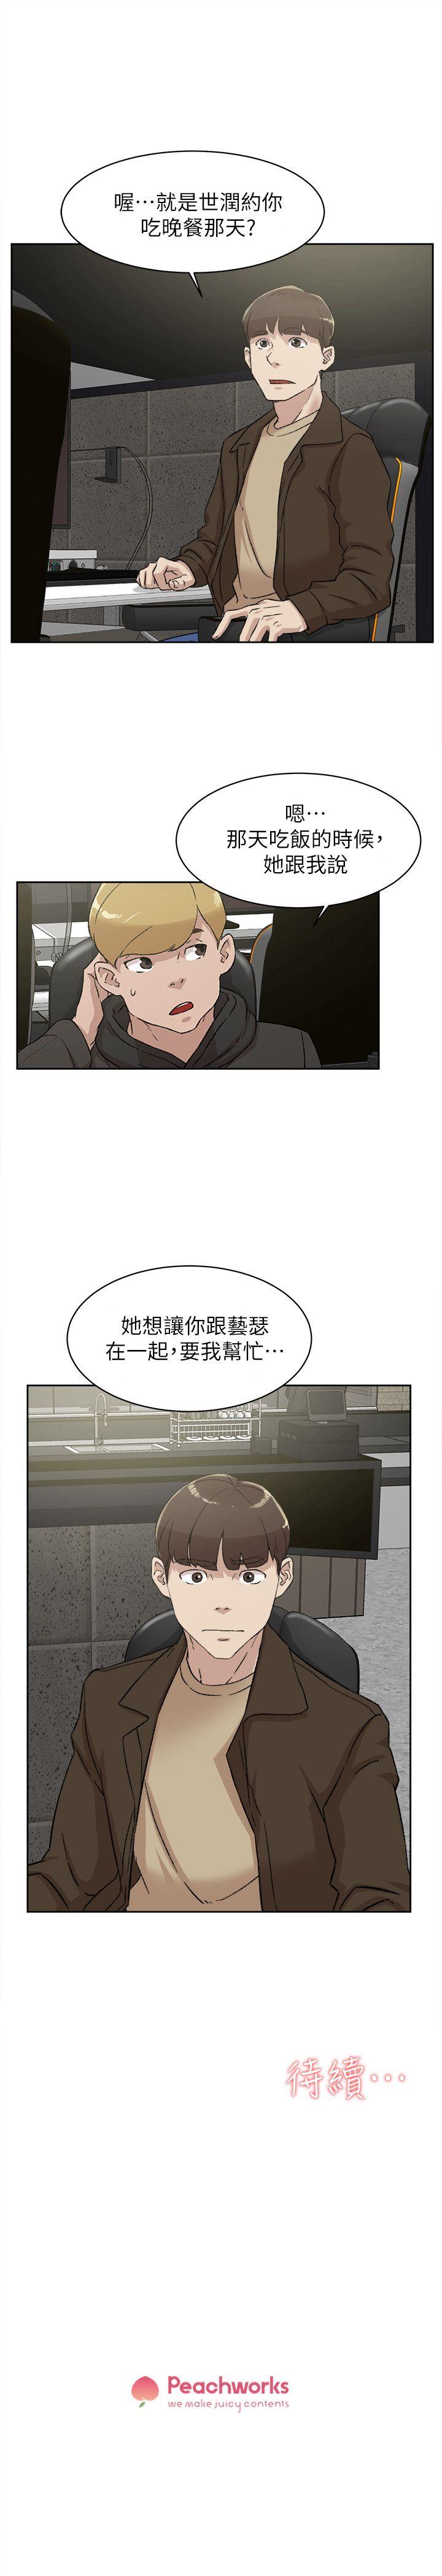 喔⋯就是世潤約你
吃晚餐那天?
嗯⋯
那天吃飯的時候,
她跟我說
她想讓你跟藝瑟
在一起,要我幫忙⋯
待續⋯
Peachworks
we make juicy contents